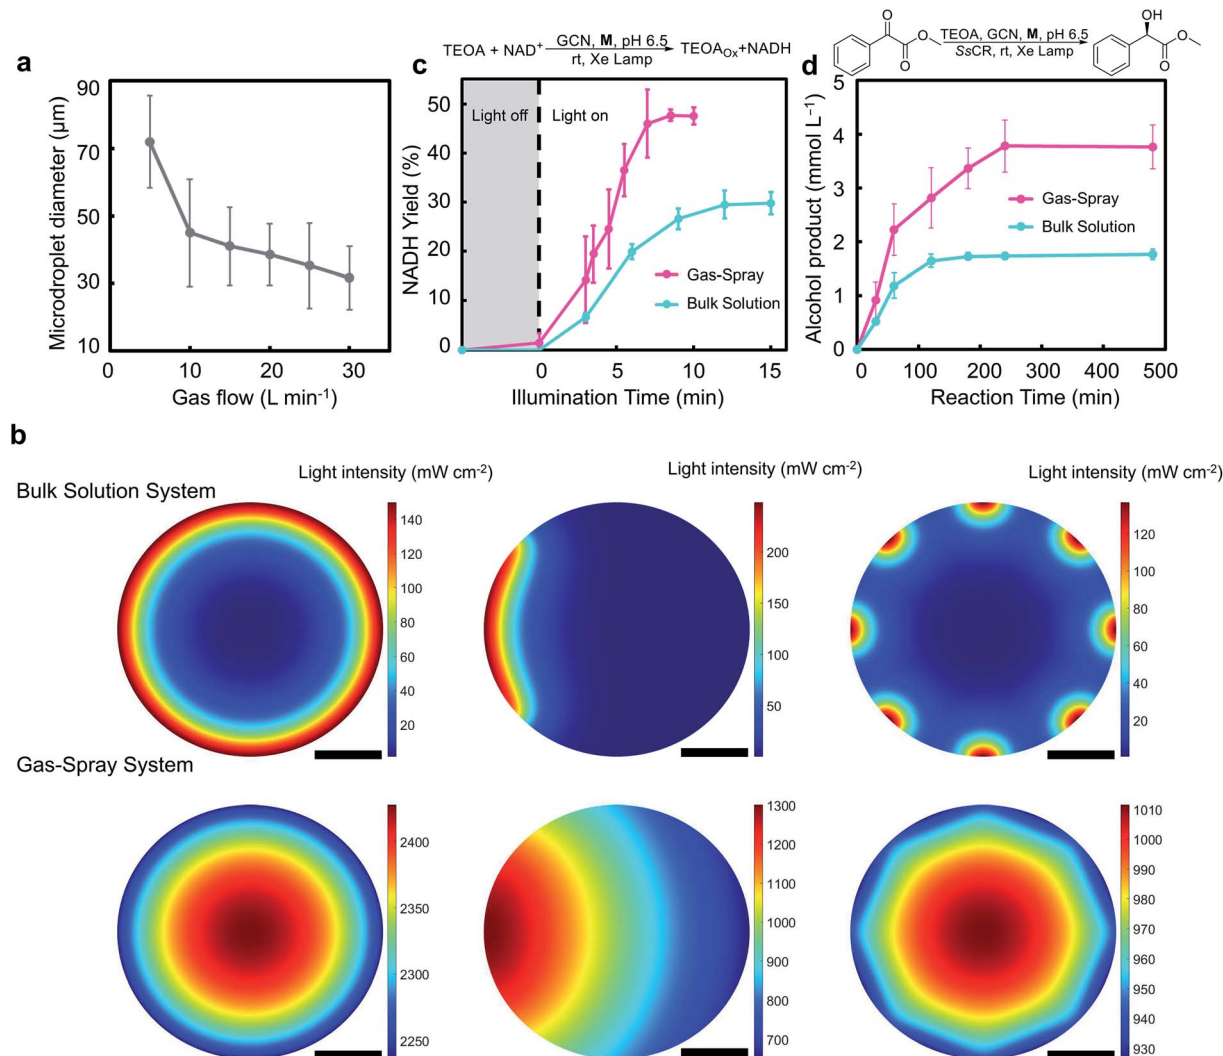 a
Microdroplet diameter (µm)
90
70
50
30
10
0
10
20
30
Gas flow (L min⁻¹)
TEOA + NAD⁺
GCN, M, pH 6.5
rt, Xe Lamp
TEOA_Ox+NADH
c
NADH Yield (%)
50
40
30
20
10
0
Light off
Light on
Gas-Spray
Bulk Solution
0
5
10
15
Illumination Time (min)
O
O
O
TEOA, GCN, M, pH 6.5
SsCR, rt, Xe Lamp
OH
O
O
d
Alcohol product (mmol L⁻¹)
5
4
3
2
1
0
Gas-Spray
Bulk Solution
0
100
200
300
400
500
Reaction Time (min)
b
Bulk Solution System
Light intensity (mW cm⁻²)
140
120
100
80
60
40
20
Light intensity (mW cm⁻²)
200
150
100
50
Light intensity (mW cm⁻²)
120
100
80
60
40
20
Gas-Spray System
2400
2350
2300
2250
1300
1200
1100
1000
900
800
700
1010
1000
990
980
970
960
950
940
930